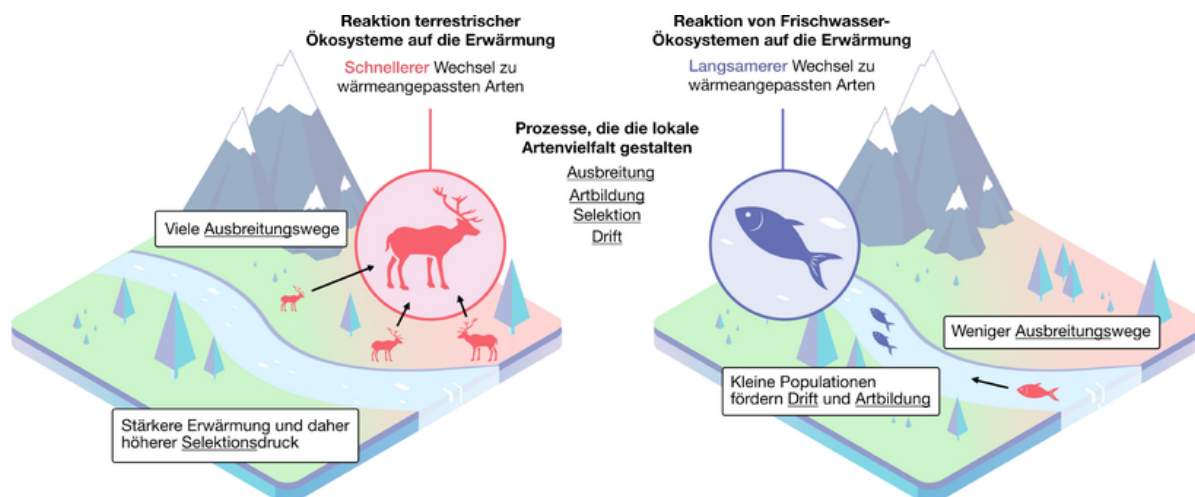 Reaktion terrestrischer
Ökosysteme auf die Erwärmung
Schnellerer Wechsel zu
wärmeangepassten Arten
Reaktion von Frischwasser-
Ökosystemen auf die Erwärmung
Langsamerer Wechsel zu
wärmeangepassten Arten
Prozesse, die die lokale
Artenvielfalt gestalten
Ausbreitung
Artbildung
Selektion
Drift
Viele Ausbreitungswege
Stärkere Erwärmung und daher
höherer Selektionsdruck
Weniger Ausbreitungswege
Kleine Populationen
fördern Drift und Artbildung